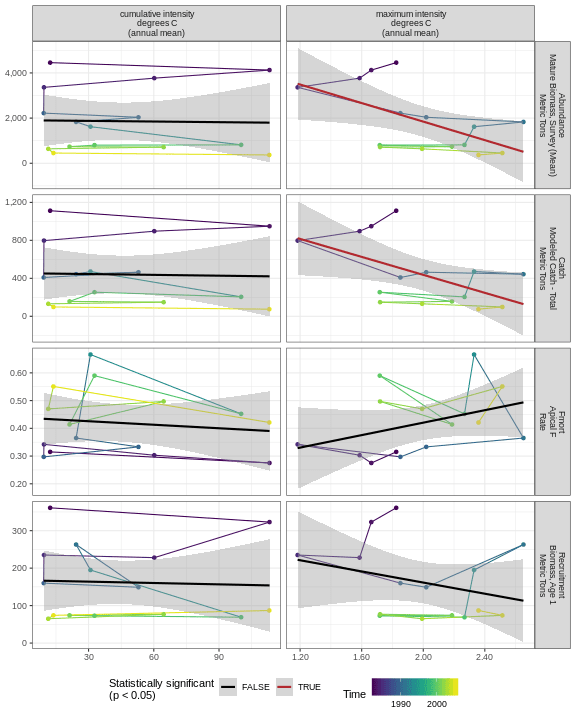 cumulative intensity
degrees C
(annual mean)
maximum intensity
degrees C
(annual mean)
4,000
2,000
0
Abundance
Mature Biomass, Survey (Mean)
Metric Tons
1,200
800
400
0
Catch
Modeled Catch - Total
Metric Tons
0.60
0.50
0.40
0.30
0.20
Fmort
Apical F
Rate
300
200
100
0
Recruitment
Biomass, Age 1
Metric Tons
30
60
90
1.20
1.60
2.00
2.40
Statistically significant
(p < 0.05)
FALSE
TRUE
Time
1990
2000